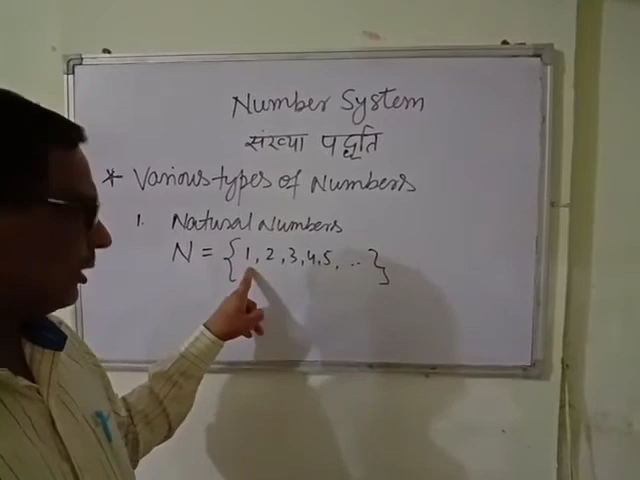 Number System
संख्या पद्धति
* Various types of Numbers
1. Natural Numbers
N = {1, 2, 3, 4, 5, ..}